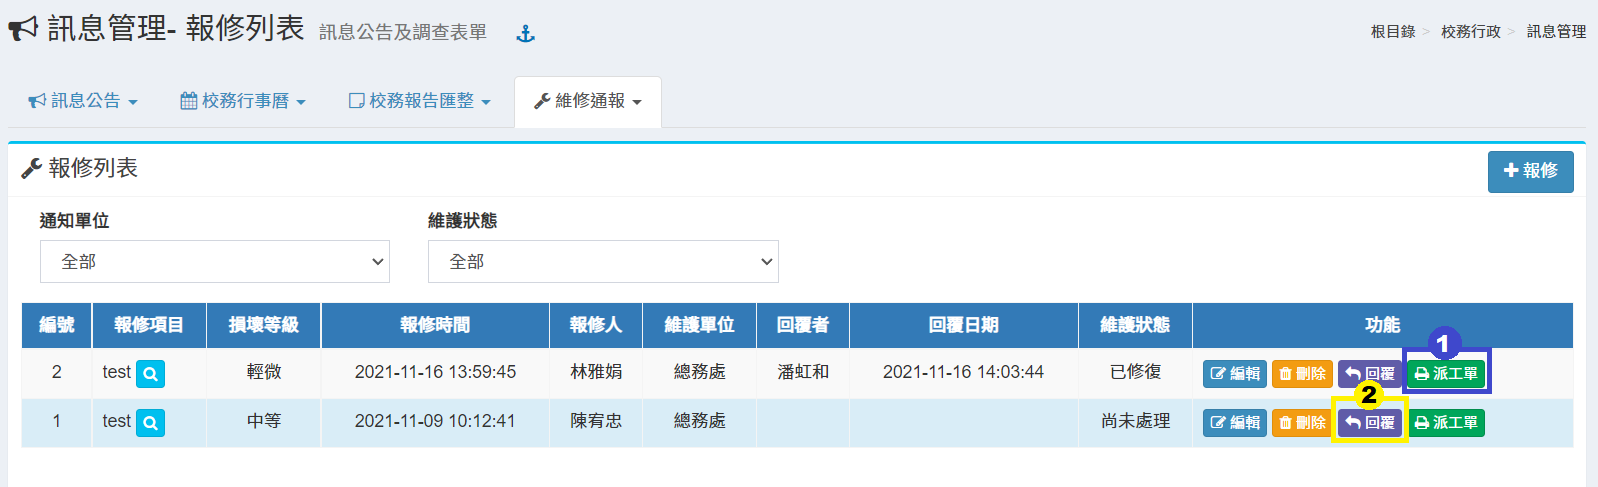 訊息管理- 報修列表 訊息公告及調查表單
根目錄 > 校務行政 > 訊息管理
訊息公告 校務行事曆 校務報告匯整 維修通報
報修列表
報修
通知單位 維護狀態
全部 全部
編號 報修項目 損壞等級 報修時間 報修人 維護單位 回覆者 回覆日期 維護狀態 功能
1
2 test 輕微 2021-11-16 13:59:45 林雅娟 總務處 潘虹和 2021-11-16 14:03:44 已修復 編輯 刪除 回覆 派工單
2
1 test 中等 2021-11-09 10:12:41 陳宥忠 總務處 尚未處理 編輯 刪除 回覆 派工單